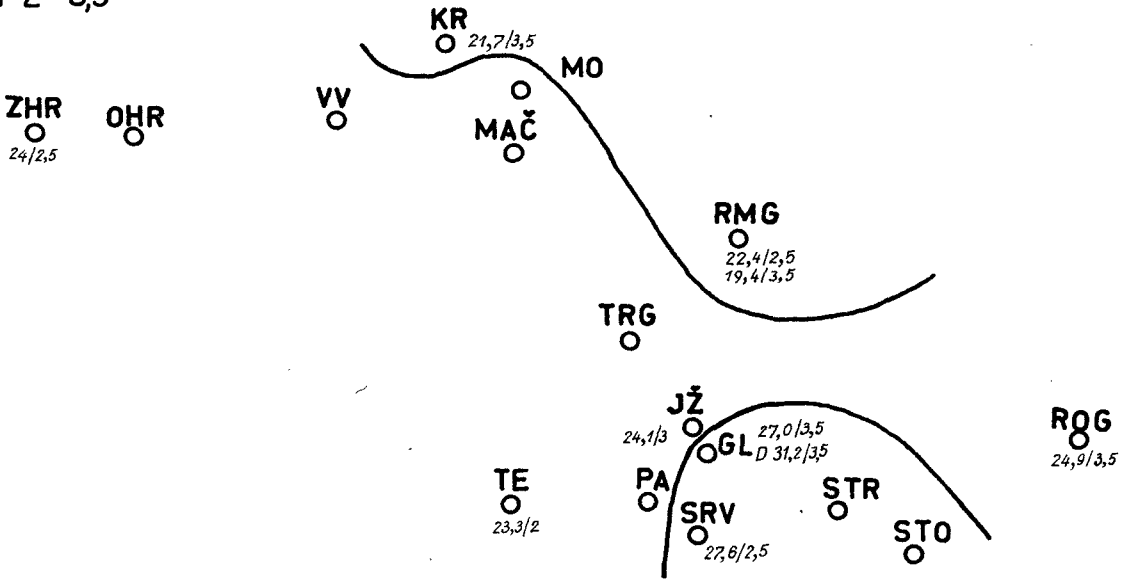 KR
21,7/3,5
MO
ZHR
24/2,5
OHR
VV
MAČ
RMG
22,4/2,5
19,4/3,5
TRG
JŽ
24,1/3
GL
27,0/3,5
D 31,2/3,5
ROG
24,9/3,5
TE
23,3/2
PA
SRV
27,6/2,5
STR
STO